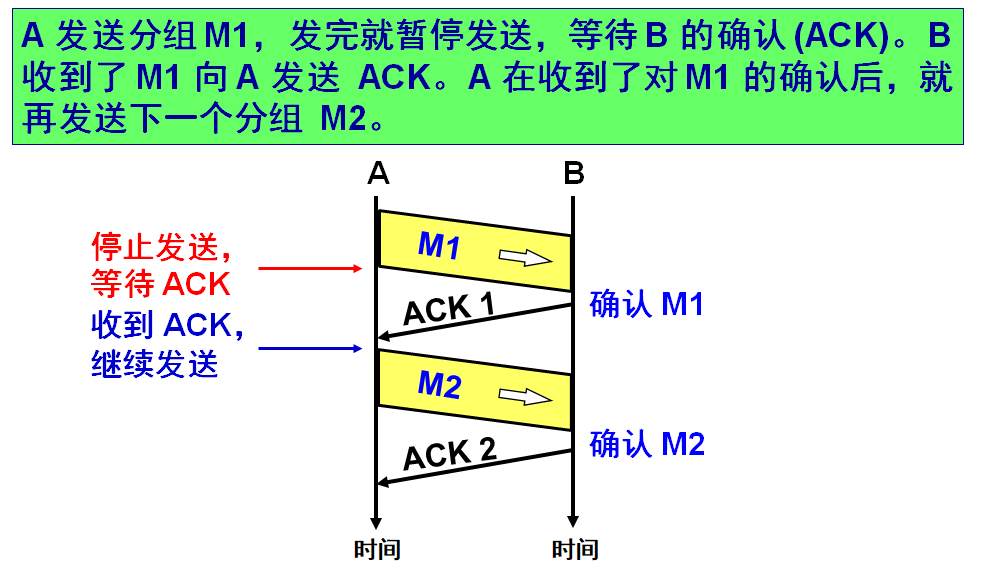 A 发送分组 M1，发完就暂停发送，等待 B 的确认 (ACK)。B
收到了 M1 向 A 发送 ACK。A 在收到了对 M1 的确认后，就
再发送下一个分组 M2。
A
B
停止发送，
等待 ACK
M1
ACK 1
确认 M1
收到 ACK，
继续发送
M2
ACK 2
确认 M2
时间
时间